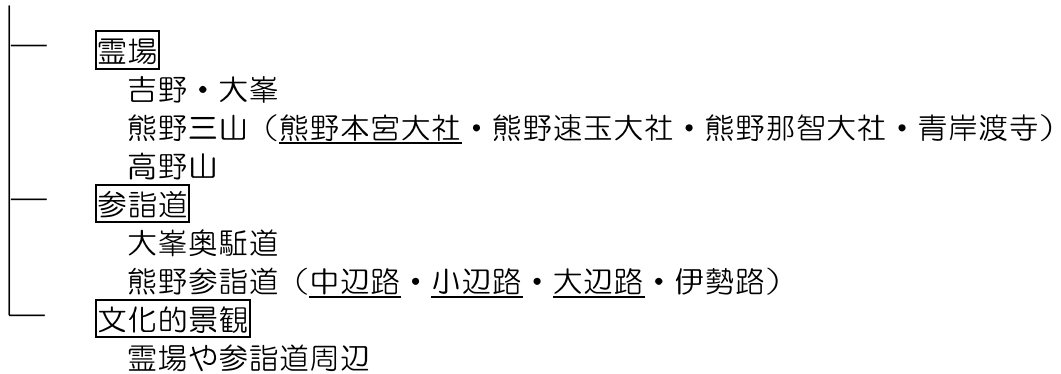 霊場
吉野・大峯
熊野三山（熊野本宮大社・熊野速玉大社・熊野那智大社・青岸渡寺）
高野山
参詣道
大峯奥駈道
熊野参詣道（中辺路・小辺路・大辺路・伊勢路）
文化的景観
霊場や参詣道周辺